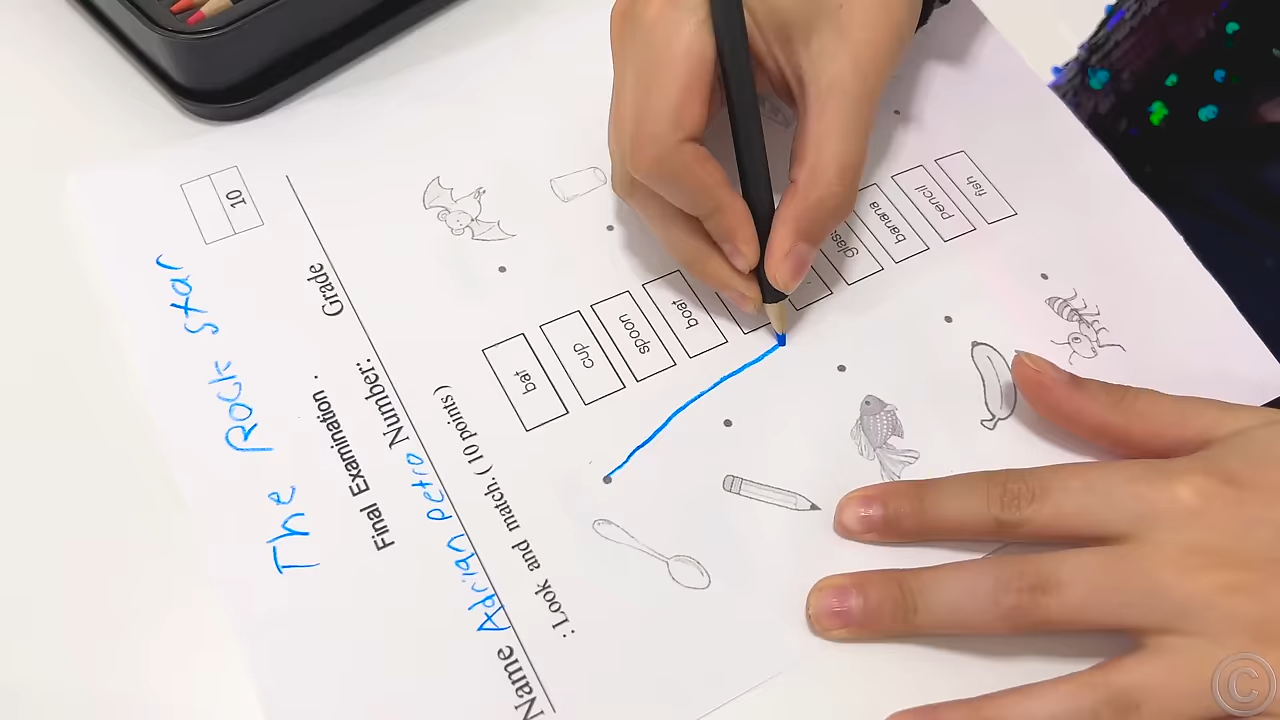 The Rock star
10
Final Examination .
Name Adrian Petro Number: Grade
: Look and match. ( 10 points )
bat
cup
spoon
boat
banana
pencil
fish
©